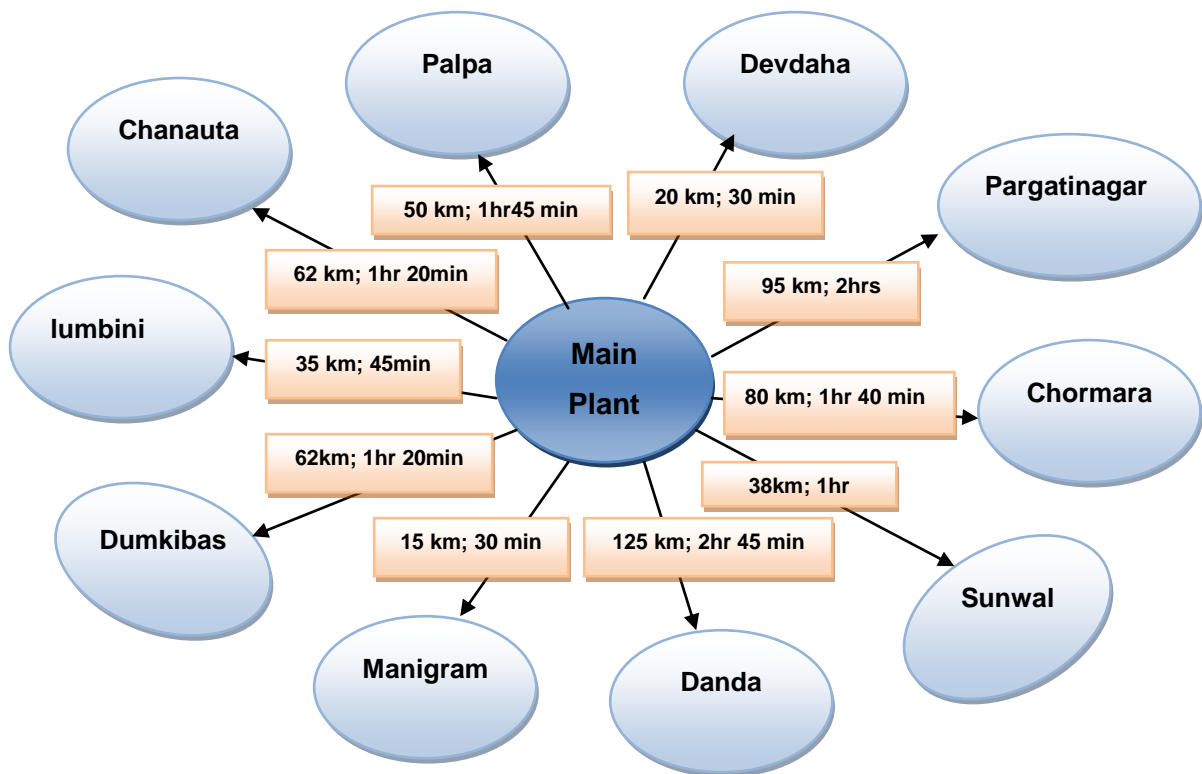 Palpa
Devdaha
Chanauta
Pargatinagar
50 km; 1hr45 min
20 km; 30 min
62 km; 1hr 20min
95 km; 2hrs
lumbini
Main
Plant
35 km; 45min
80 km; 1hr 40 min
Chormara
62km; 1hr 20min
38km; 1hr
Dumkibas
15 km; 30 min
125 km; 2hr 45 min
Sunwal
Manigram
Danda